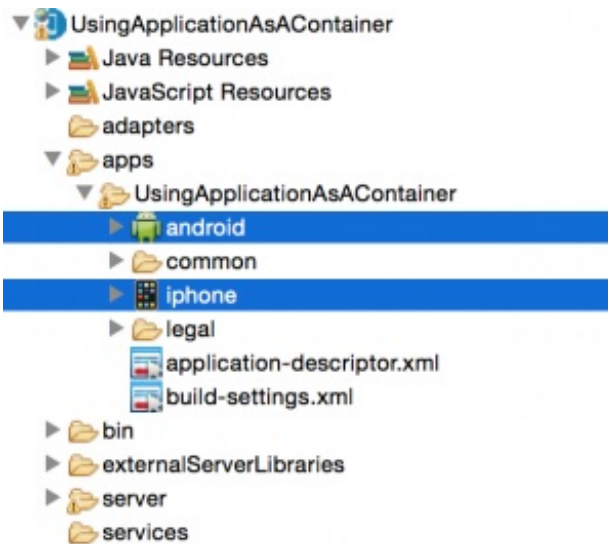 UsingApplicationAsAContainer
Java Resources
JavaScript Resources
adapters
apps
UsingApplicationAsAContainer
android
common
iphone
legal
application-descriptor.xml
build-settings.xml
bin
externalServerLibraries
server
services